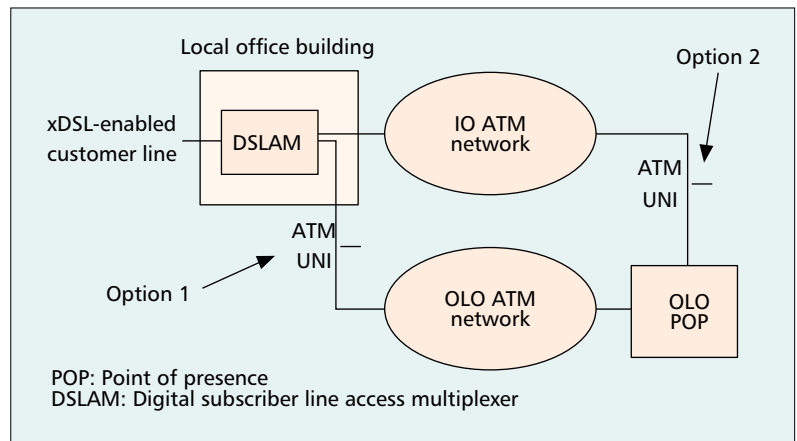 Local office building
Option 2
xDSL-enabled
customer line
DSLAM
IO ATM
network
ATM
UNI
ATM
UNI
Option 1
OLO ATM
network
OLO
POP
POP: Point of presence
DSLAM: Digital subscriber line access multiplexer